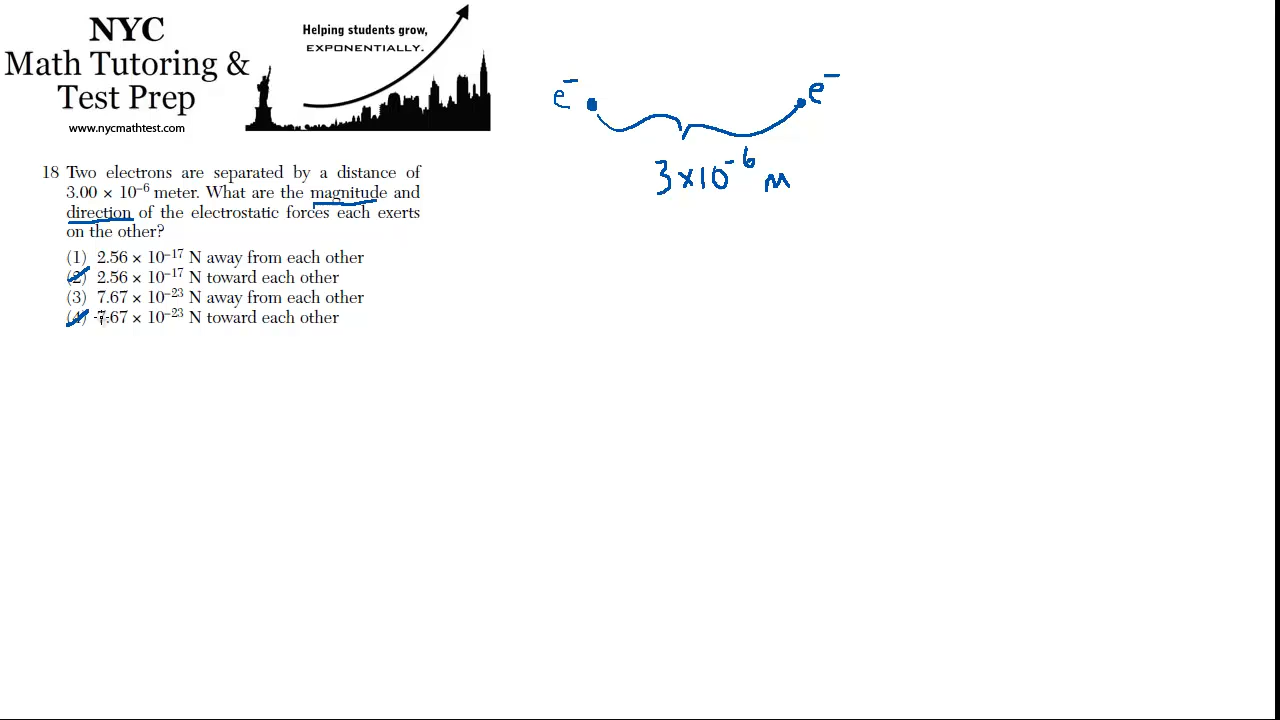 NYC
Math Tutoring &
Test Prep
www.nycmathtest.com
Helping students grow,
EXPONENTIALLY.
e⁻ e⁻
3×10⁻⁶ m
18 Two electrons are separated by a distance of
3.00 × 10⁻⁶ meter. What are the magnitude and
direction of the electrostatic forces each exerts
on the other?
(1) 2.56 × 10⁻¹⁷ N away from each other
(2) 2.56 × 10⁻¹⁷ N toward each other
(3) 7.67 × 10⁻²³ N away from each other
(4) 7.67 × 10⁻²³ N toward each other